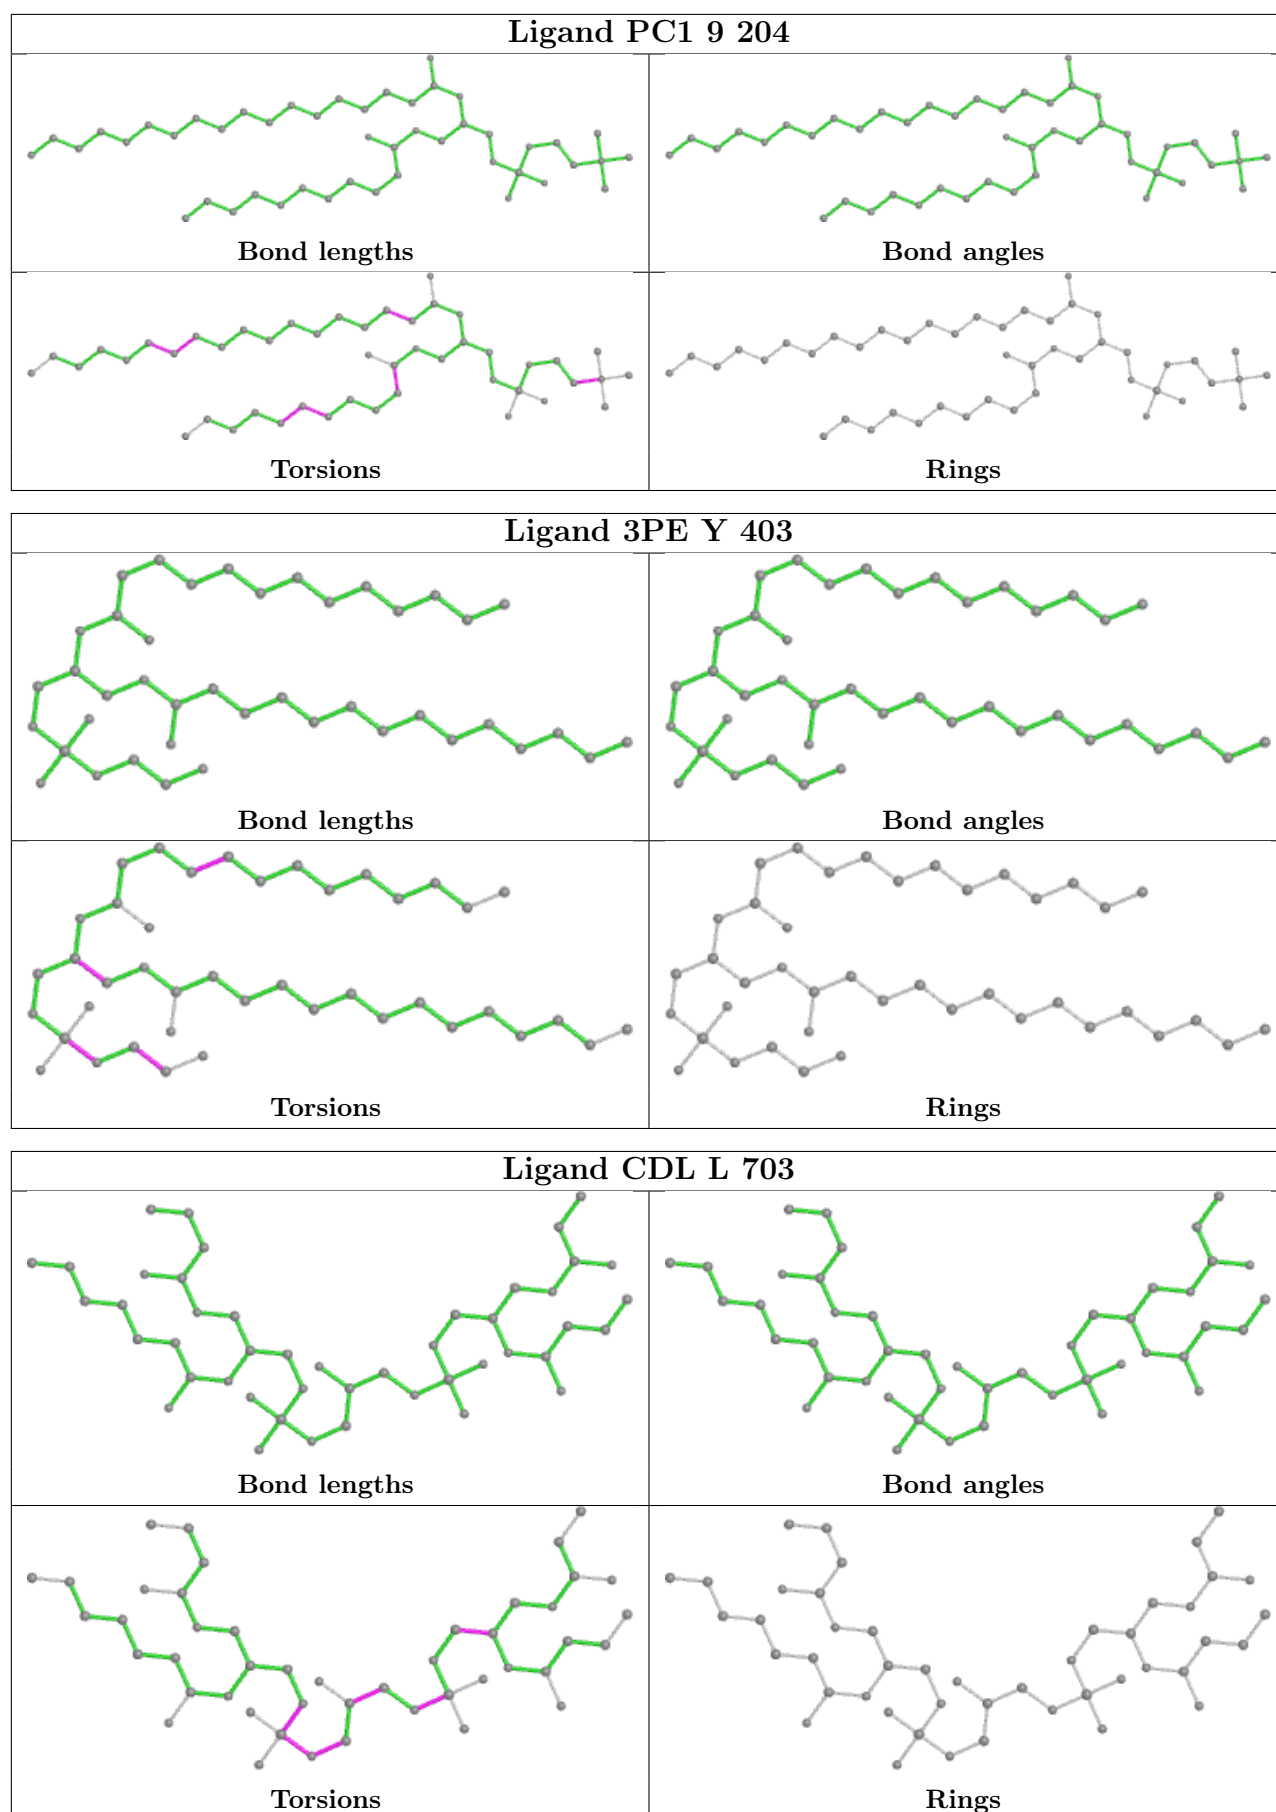 Ligand PC1 9 204
Bond lengths
Bond angles
Torsions
Rings
Ligand 3PE Y 403
Bond lengths
Bond angles
Torsions
Rings
Ligand CDL L 703
Bond lengths
Bond angles
Torsions
Rings